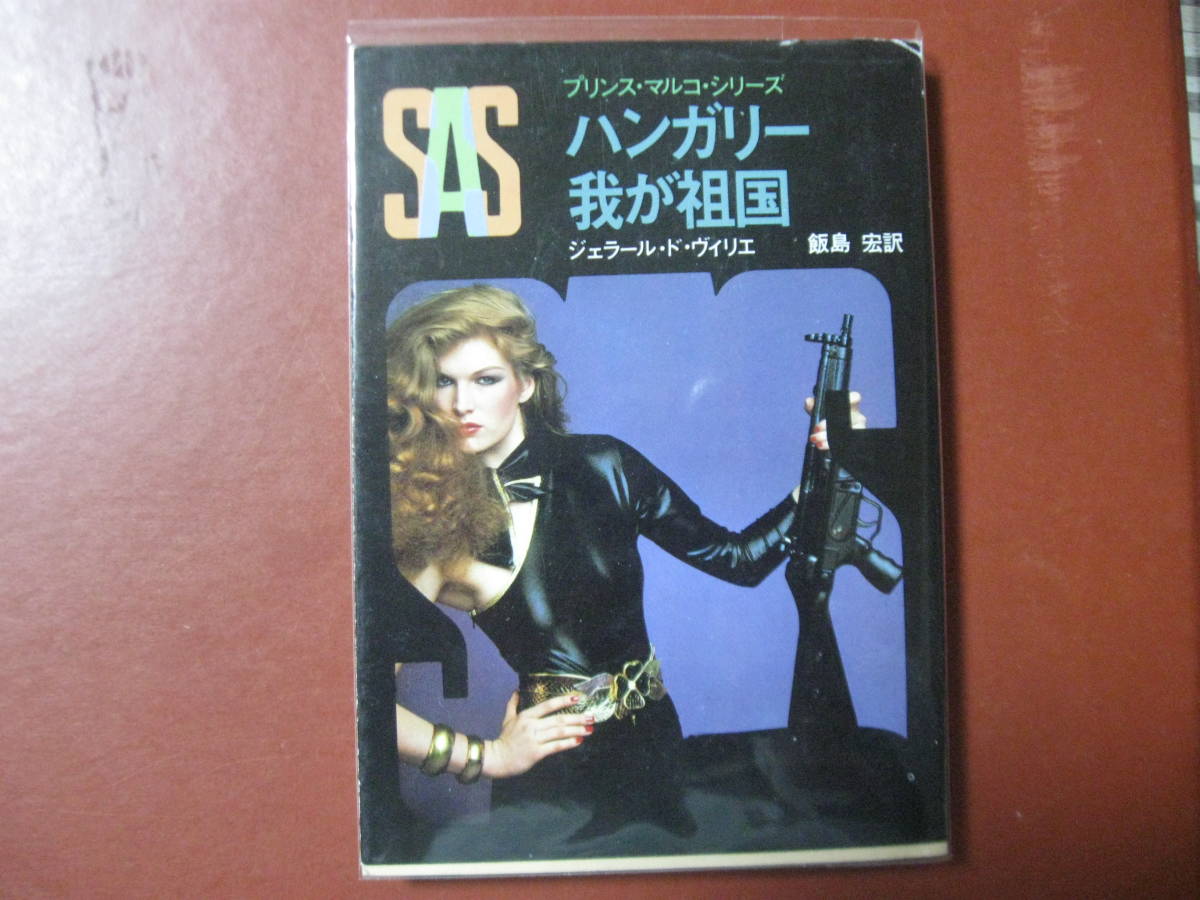 SAS
プリンス・マルコ・シリーズ
ハンガリー
我が祖国
ジェラール・ド・ヴィリエ 飯島 宏訳